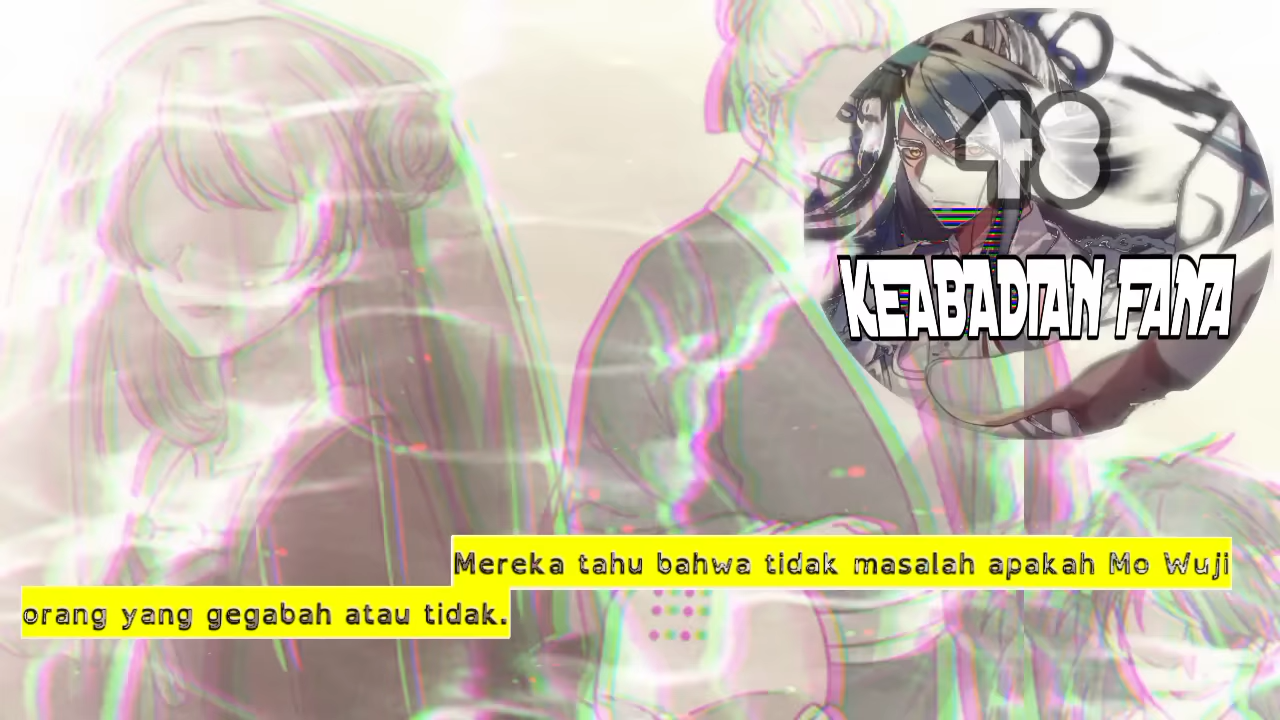 48
KEABADIAN FANA
Mereka tahu bahwa tidak masalah apakah Mo Wuji
orang yang gegabah atau tidak.